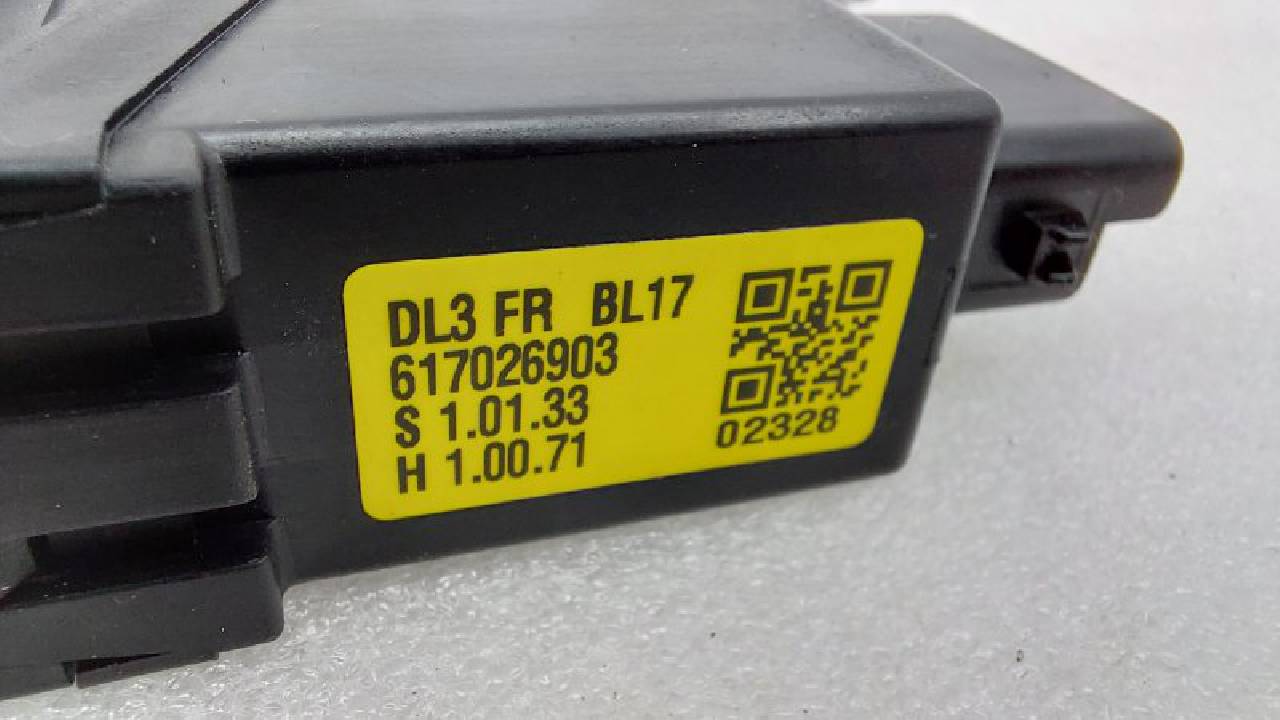 DL3 FR BL17
617026903
S 1.01.33
H 1.00.71
02328